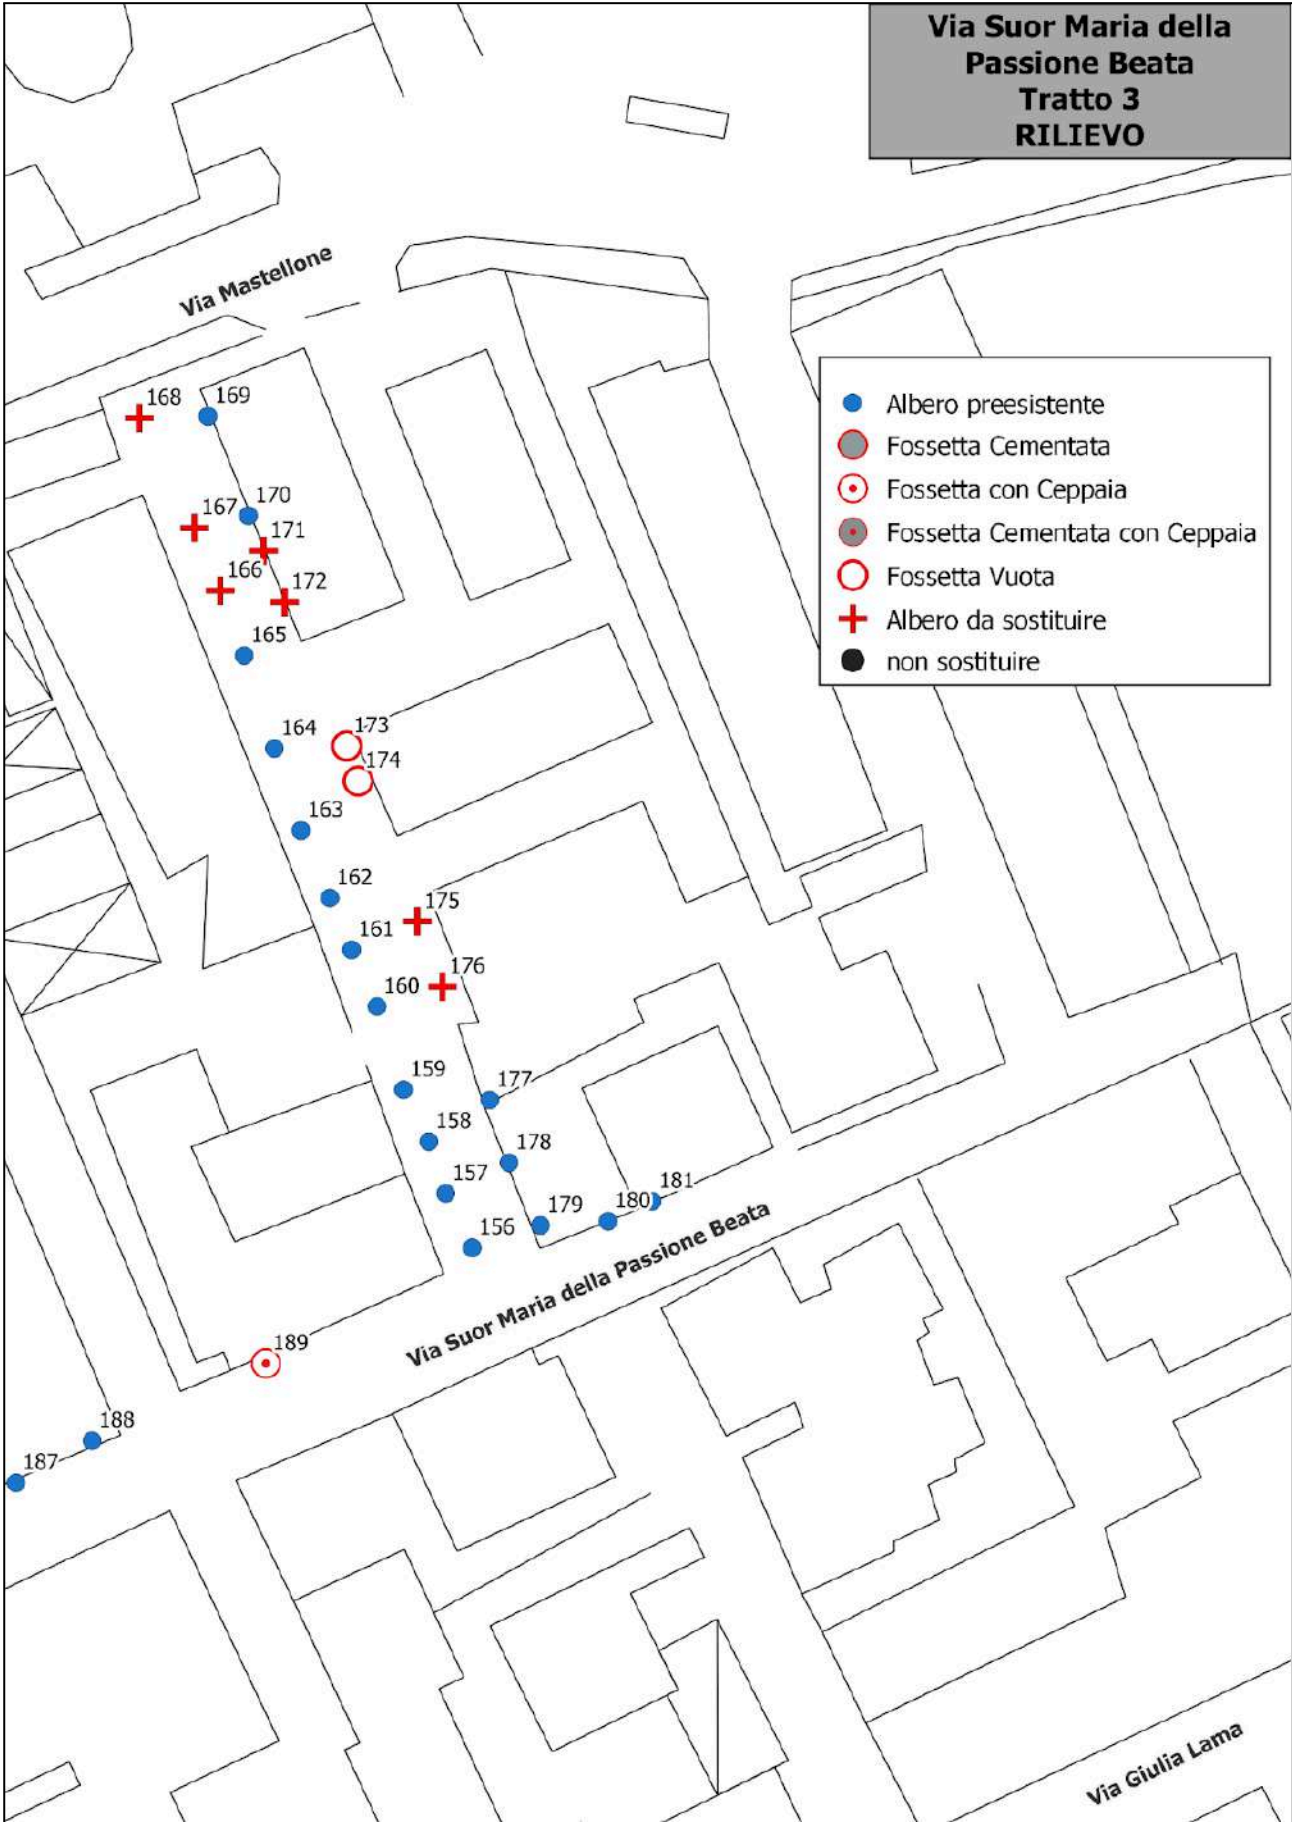 Via Suor Maria della
Passione Beata
Tratto 3
RILIEVO
Via Mastellone
Albero preesistente
Fossetta Cementata
Fossetta con Ceppaia
Fossetta Cementata con Ceppaia
Fossetta Vuota
Albero da sostituire
non sostituire
168
169
170
167
171
166
172
165
164
173
174
163
162
175
161
176
160
159
177
158
178
157
181
156
179
180
Via Suor Maria della Passione Beata
189
188
187
Via Giulia Lama